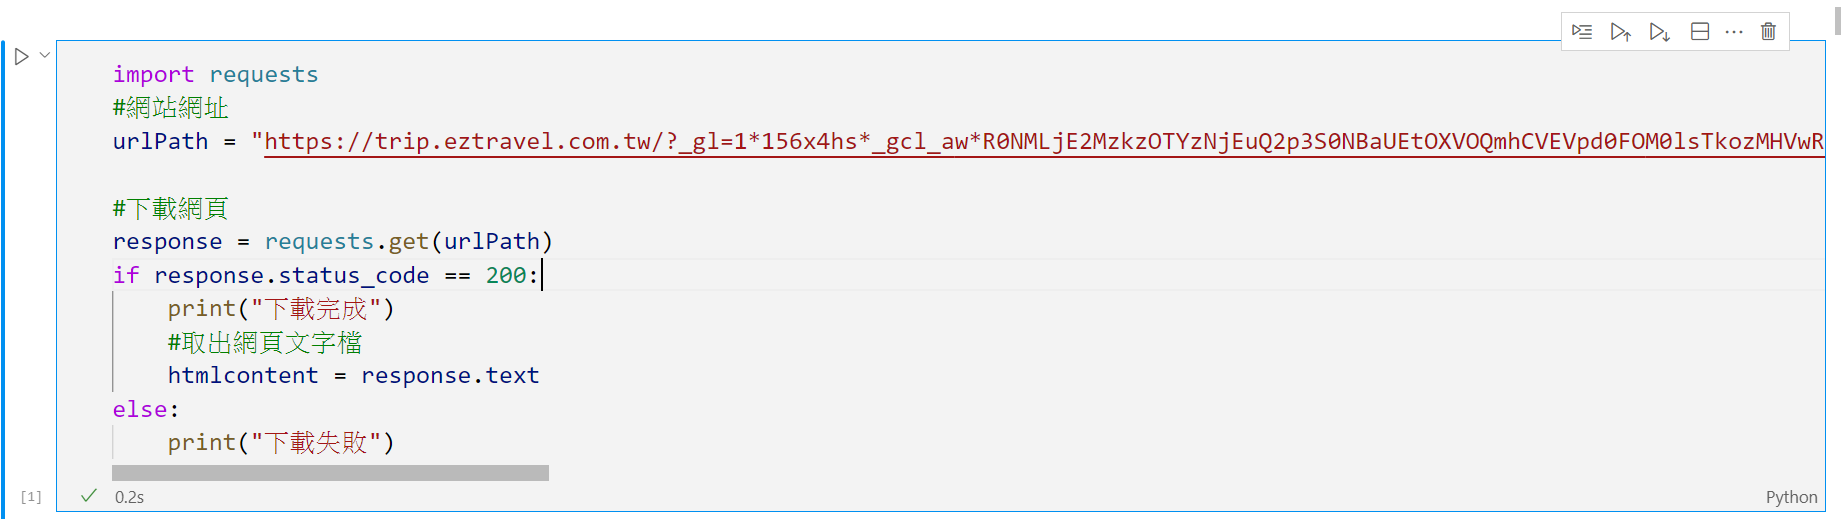 import requests
#網站網址
urlPath = "https://trip.eztravel.com.tw/?_gl=1*156x4hs*_gcl_aw*R0NMLjE2MzkzOTYzNjEuQ2p3S0NBaUEtOXVOQmhCVEVpd0FOM0lsTkozMHVwR
#下載網頁
response = requests.get(urlPath)
if response.status_code == 200:
    print("下載完成")
    #取出網頁文字檔
    htmlcontent = response.text
else:
    print("下載失敗")
[1] 0.2s Python